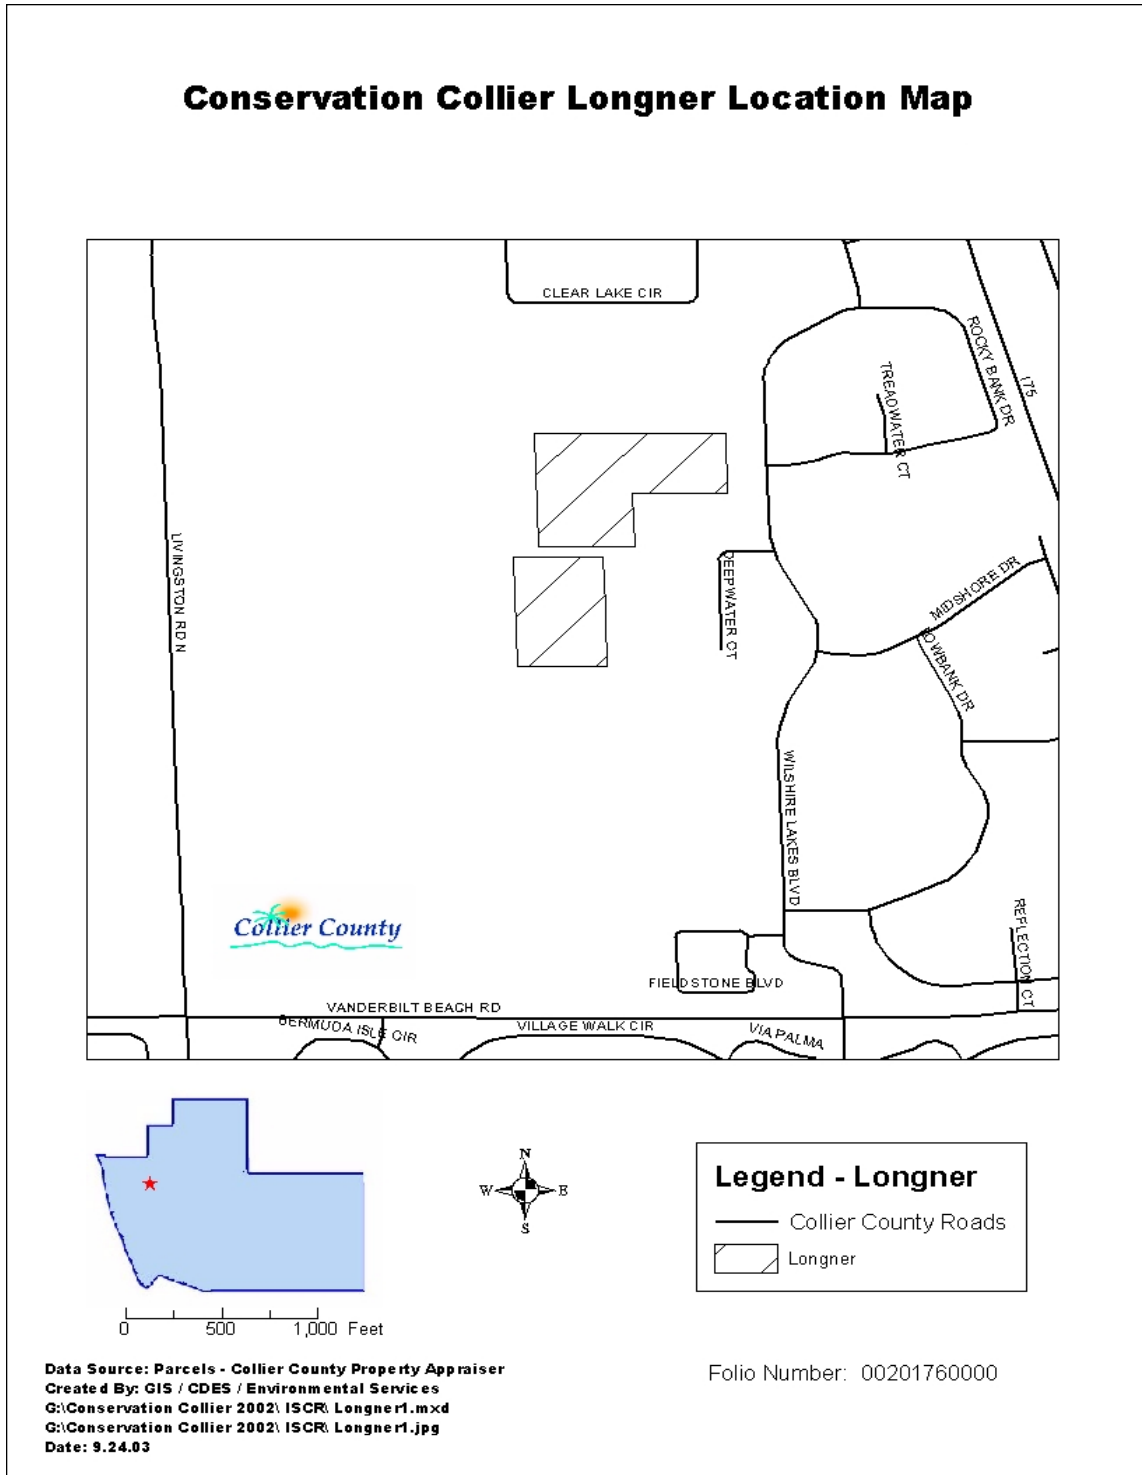 Conservation Collier Longner Location Map
CLEAR LAKE CIR
ROCKY BANK DR
I75
TREADWATER CT
LIVINGSTON RD N
DEEPWATER CT
MIDSHORE DR
OWBANK DR
WILSHIRE LAKES BLVD
REFLECTION CT
Collier County
FIELDSTONE BLVD
VANDERBILT BEACH RD
BERMUDA ISLE CIR
VILLAGE WALK CIR
VIA PALMA
N
W E
S
Legend - Longner
Collier County Roads
Longner
0 500 1,000 Feet
Data Source: Parcels - Collier County Property Appraiser
Created By: GIS / CDES / Environmental Services
G:\Conservation Collier 2002\ ISCR\ Longner1.mxd
G:\Conservation Collier 2002\ ISCR\ Longner1.jpg
Date: 9.24.03
Folio Number: 00201760000